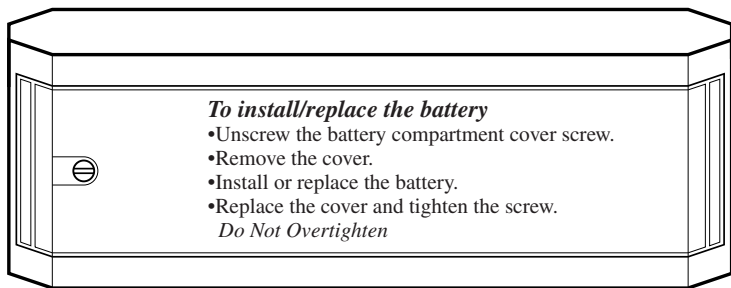 To install/replace the battery
•Unscrew the battery compartment cover screw.
•Remove the cover.
•Install or replace the battery.
•Replace the cover and tighten the screw.
Do Not Overtighten